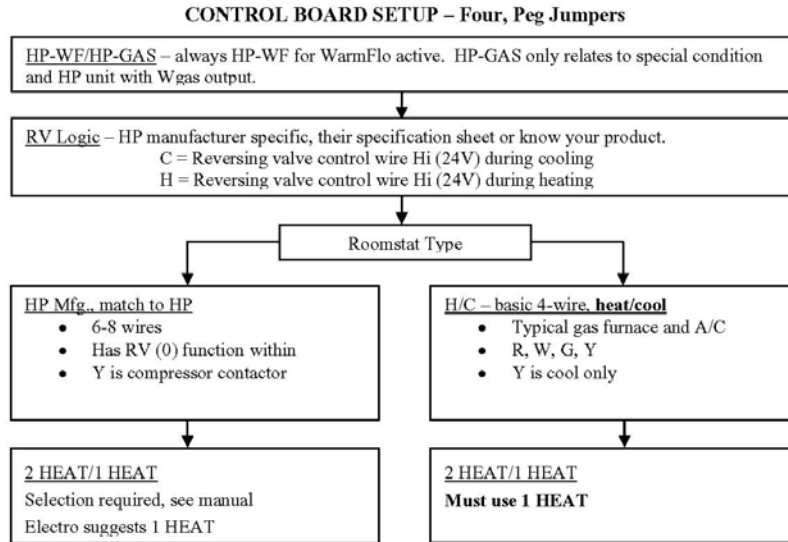 CONTROL BOARD SETUP – Four, Peg Jumpers
HP-WF/HP-GAS – always HP-WF for WarmFlo active. HP-GAS only relates to special condition
and HP unit with Wgas output.
RV Logic – HP manufacturer specific, their specification sheet or know your product.
C = Reversing valve control wire Hi (24V) during cooling
H = Reversing valve control wire Hi (24V) during heating
Roomstat Type
HP Mfg., match to HP
• 6-8 wires
• Has RV (0) function within
• Y is compressor contactor
2 HEAT/1 HEAT
Selection required, see manual
Electro suggests 1 HEAT
H/C – basic 4-wire, heat/cool
• Typical gas furnace and A/C
• R, W, G, Y
• Y is cool only
2 HEAT/1 HEAT
Must use 1 HEAT